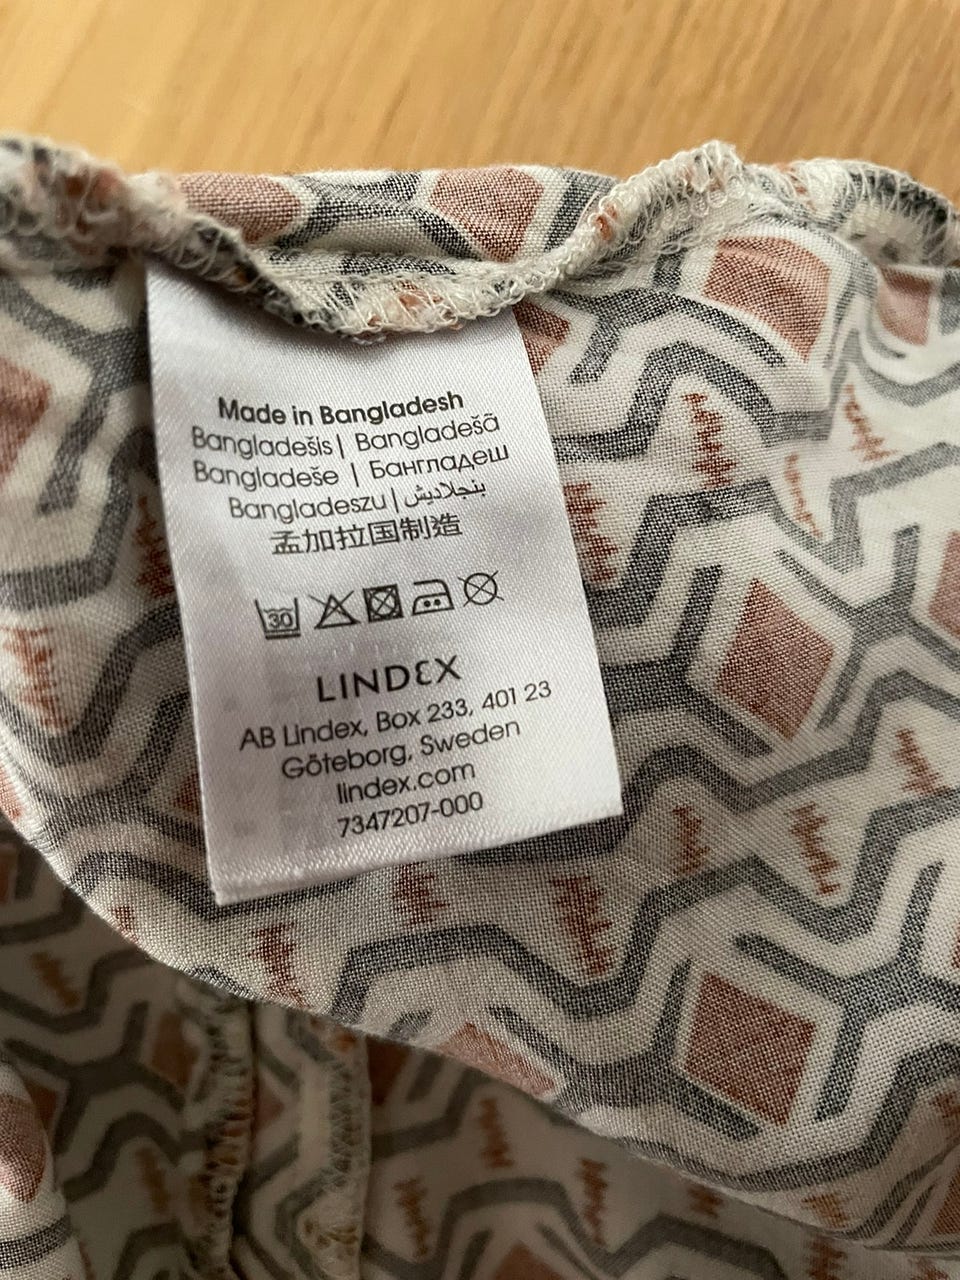 Made in Bangladesh
Bangladešis | Bangladešā
Bangladeše | Бангладеш
Bangladeszu | بنجلاديش
孟加拉国制造
30
LINDEX
AB Lindex, Box 233, 401 23
Göteborg, Sweden
lindex.com
7347207-000